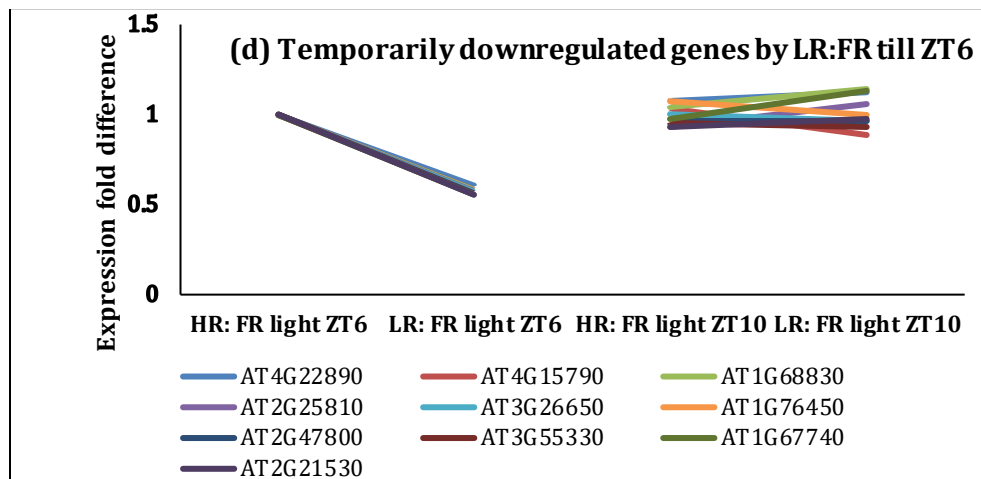 1.5
(d) Temporarily downregulated genes by LR:FR till ZT6
1
0.5
0
Expression fold difference
HR: FR light ZT6 LR: FR light ZT6 HR: FR light ZT10 LR: FR light ZT10
AT4G22890 AT4G15790 AT1G68830
AT2G25810 AT3G26650 AT1G76450
AT2G47800 AT3G55330 AT1G67740
AT2G21530